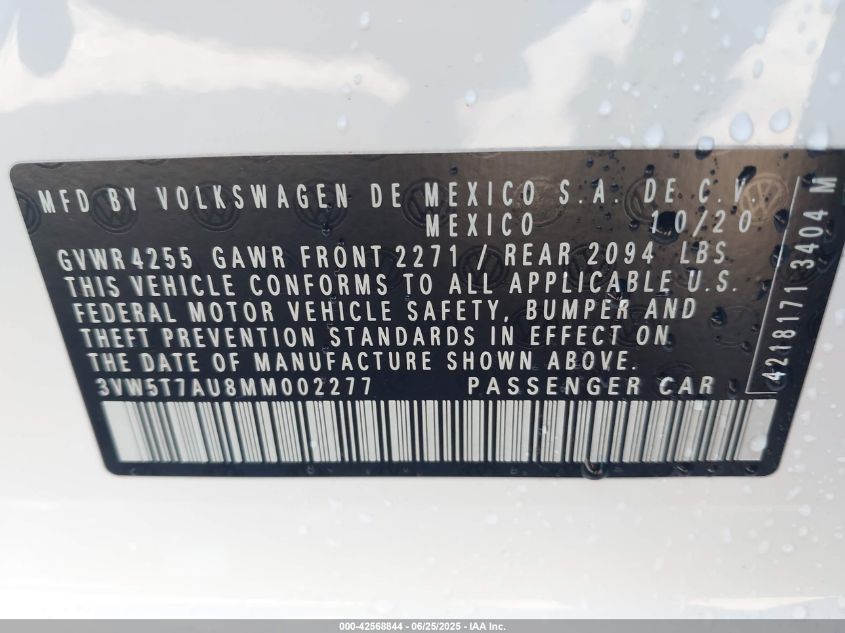 MFD BY VOLKSWAGEN DE MEXICO S.A. DE C.V.
MEXICO 10/20
GVWR4255 GAWR FRONT 2271 / REAR 2094 LBS
THIS VEHICLE CONFORMS TO ALL APPLICABLE U.S.
FEDERAL MOTOR VEHICLE SAFETY, BUMPER AND
THEFT PREVENTION STANDARDS IN EFFECT ON
THE DATE OF MANUFACTURE SHOWN ABOVE.
3VW5T7AU8MM002277 PASSENGER CAR
4218171 3404 M
000-42568844 - 06/25/2025 - IAA Inc.